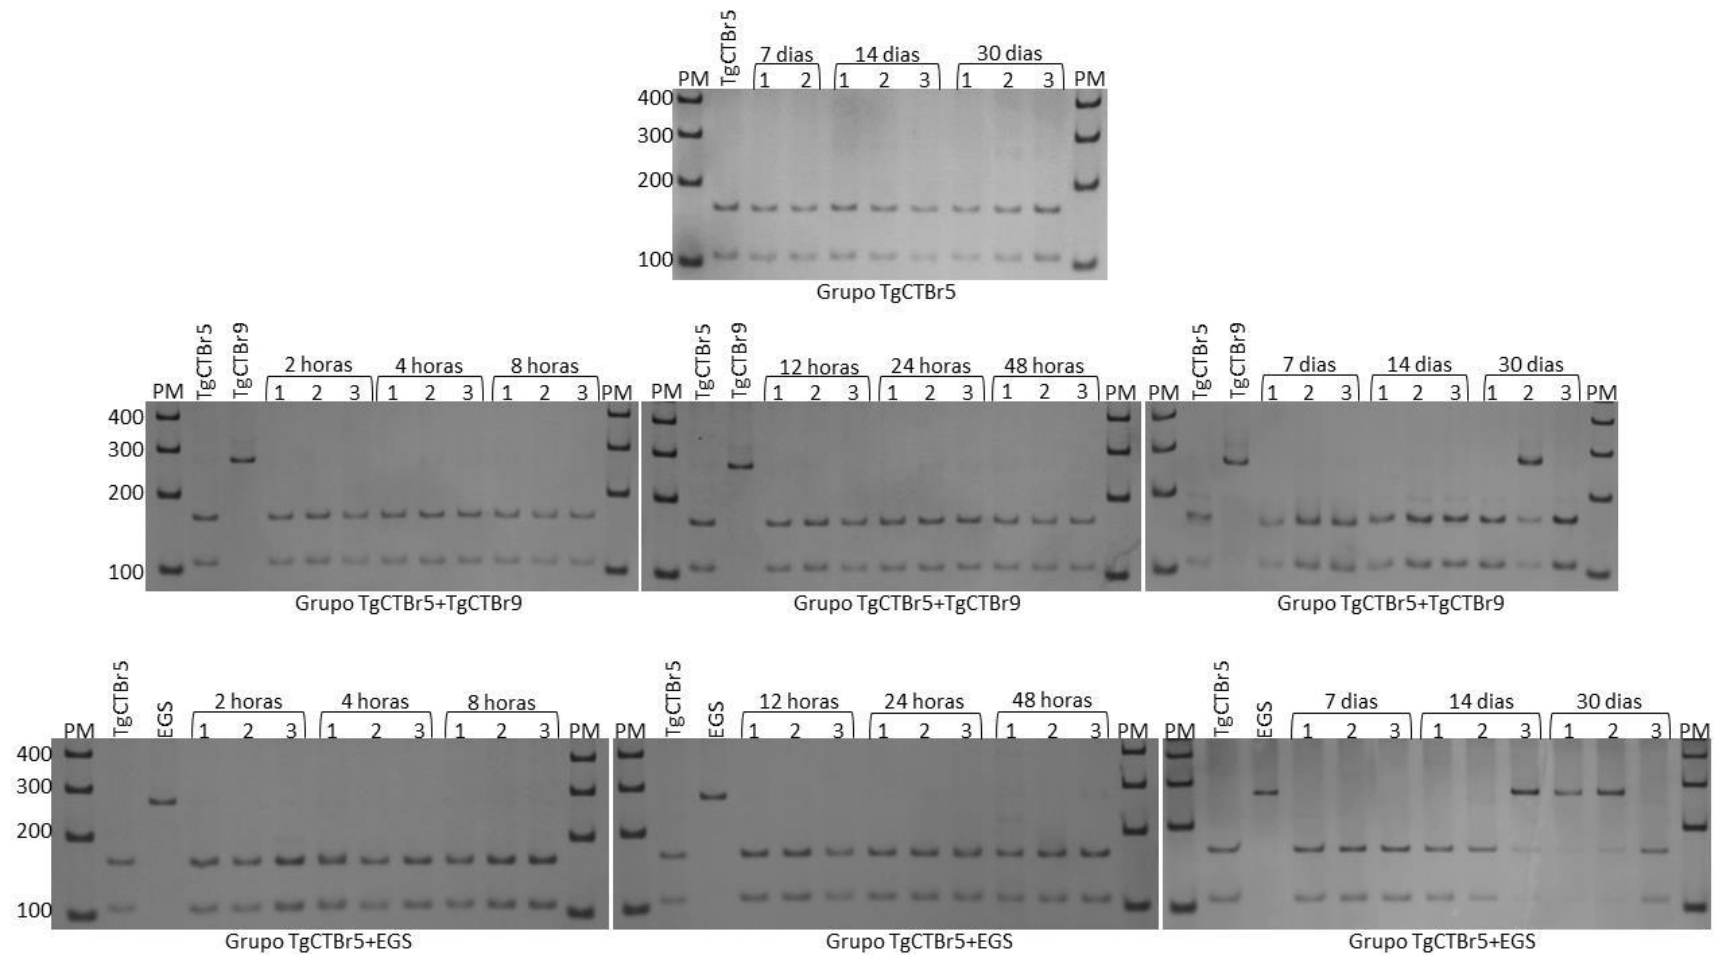 TgCTBr5
7 dias 14 dias 30 dias
PM 1 2 1 2 3 1 2 3 PM
400
300
200
100
Grupo TgCTBr5
TgCTBr5 TgCTBr9
2 horas 4 horas 8 horas
PM 1 2 3 1 2 3 1 2 3 PM
400
300
200
100
Grupo TgCTBr5+TgCTBr9
TgCTBr5 TgCTBr9
12 horas 24 horas 48 horas
PM 1 2 3 1 2 3 1 2 3 PM
Grupo TgCTBr5+TgCTBr9
TgCTBr5 TgCTBr9
7 dias 14 dias 30 dias
PM 1 2 3 1 2 3 1 2 3 PM
Grupo TgCTBr5+TgCTBr9
TgCTBr5 EGS
2 horas 4 horas 8 horas
PM 1 2 3 1 2 3 1 2 3 PM
400
300
200
100
Grupo TgCTBr5+EGS
TgCTBr5 EGS
12 horas 24 horas 48 horas
PM 1 2 3 1 2 3 1 2 3 PM
Grupo TgCTBr5+EGS
TgCTBr5 EGS
7 dias 14 dias 30 dias
PM 1 2 3 1 2 3 1 2 3 PM
Grupo TgCTBr5+EGS